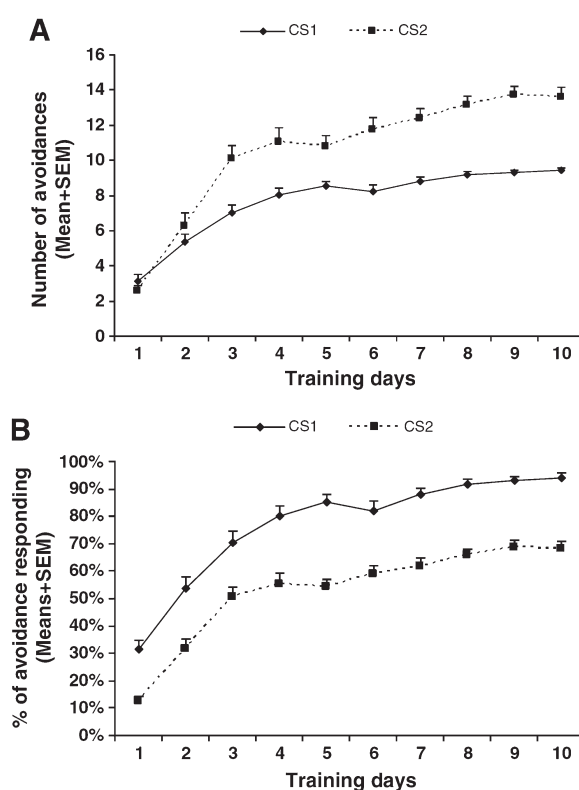 A
CS1
CS2
Number of avoidances
(Mean+SEM)
16
14
12
10
8
6
4
2
0
1 2 3 4 5 6 7 8 9 10
Training days
B
CS1
CS2
% of avoidance responding
(Means+SEM)
100%
90%
80%
70%
60%
50%
40%
30%
20%
10%
0%
1 2 3 4 5 6 7 8 9 10
Training days